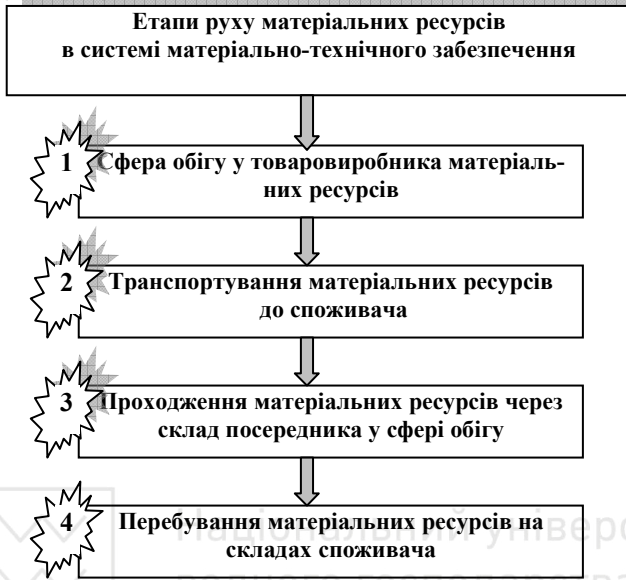 Етапи руху матеріальних ресурсів
в системі матеріально-технічного забезпечення
1
Сфера обігу у товаровиробника матеріаль-
них ресурсів
2
Транспортування матеріальних ресурсів
до споживача
3
Проходження матеріальних ресурсів через
склад посередника у сфері обігу
4
Перебування матеріальних ресурсів на
складах споживача